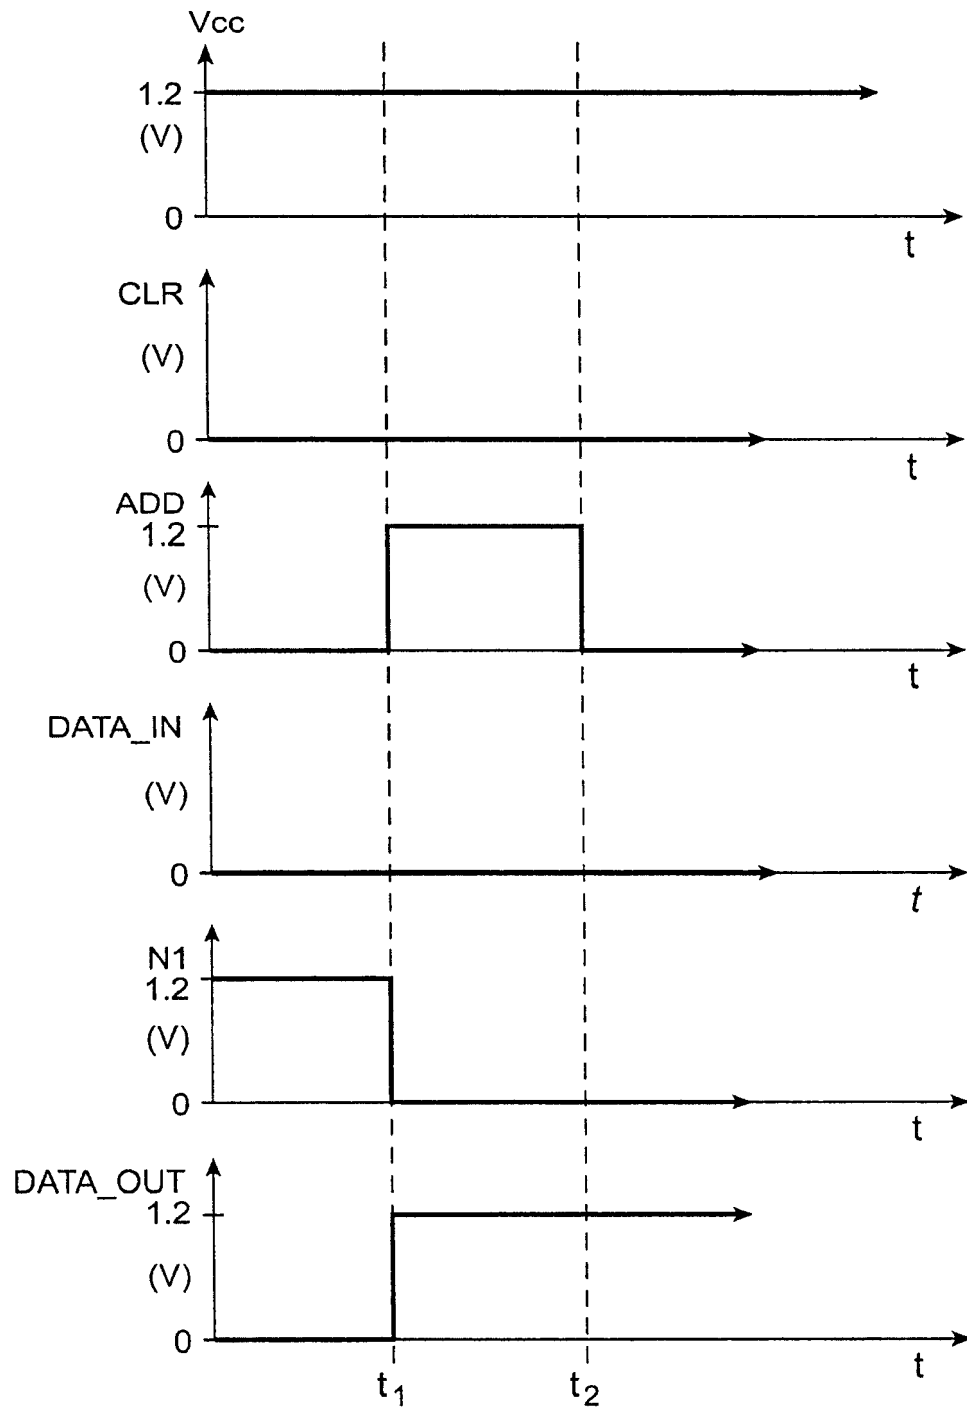 Vcc
1.2
(V)
0
t
CLR
(V)
0
t
ADD
1.2
(V)
0
t
DATA_IN
(V)
0
t
N1
1.2
(V)
0
t
DATA_OUT
1.2
(V)
0
t
t1 t2